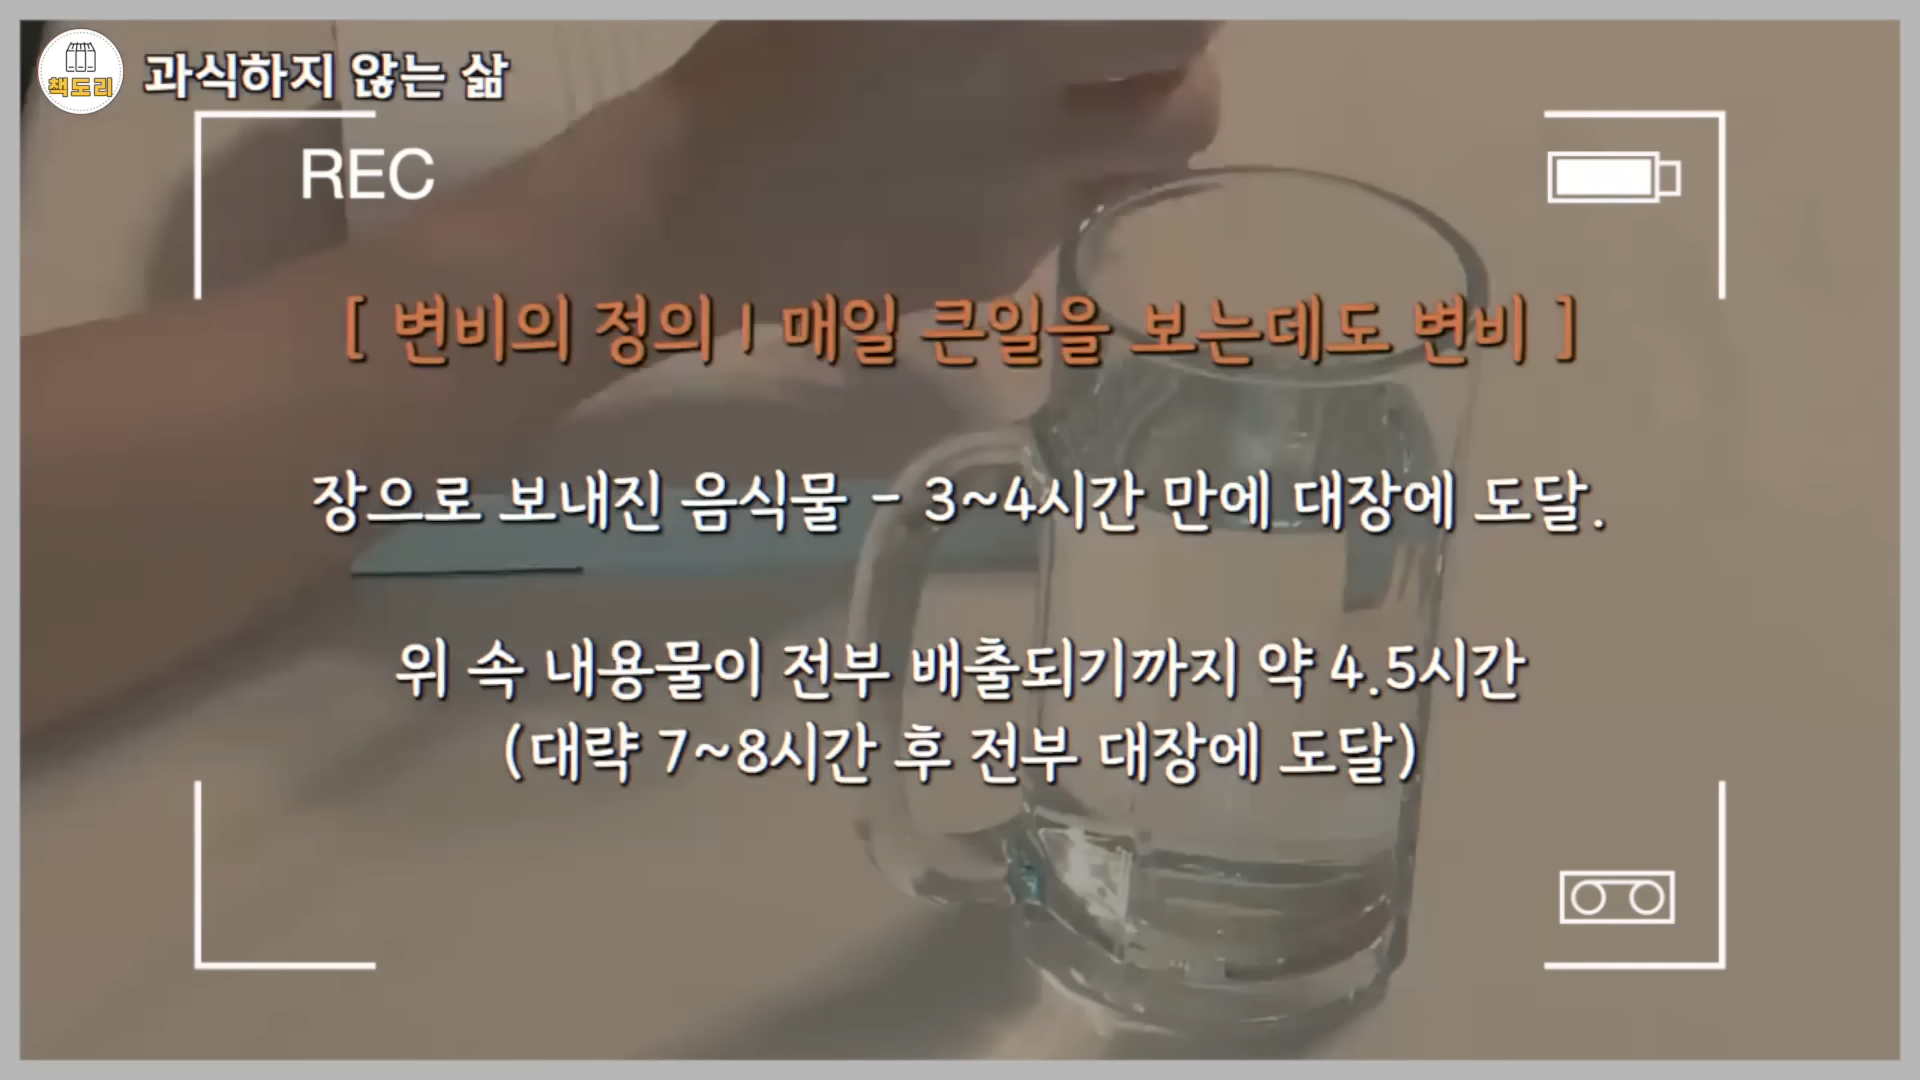 책도리
과식하지 않는 삶
REC
[ 변비의 정의 | 매일 큰일을 보는데도 변비 ]
장으로 보내진 음식물 - 3~4시간 만에 대장에 도달.
위 속 내용물이 전부 배출되기까지 약 4.5시간
(대략 7~8시간 후 전부 대장에 도달)